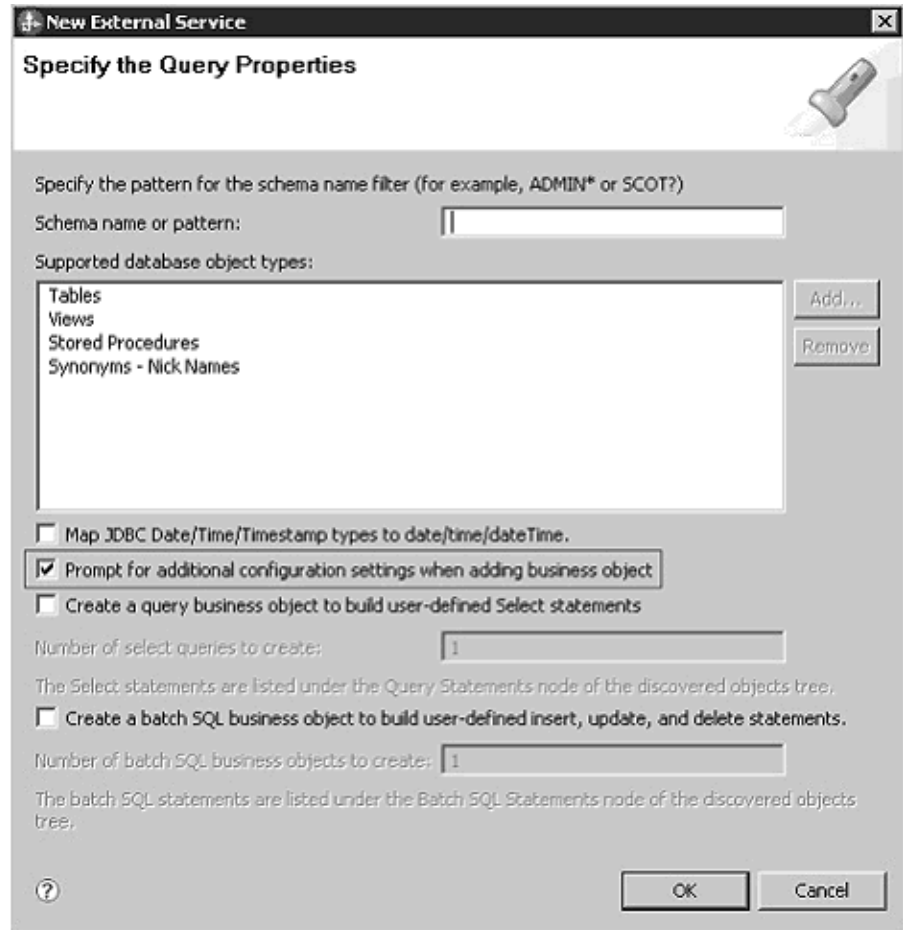 New External Service
Specify the Query Properties
Specify the pattern for the schema name filter (for example, ADMIN* or SCOT?)
Schema name or pattern:
Supported database object types:
Tables
Views
Stored Procedures
Synonyms - Nick Names
Add...
Remove
Map JDBC Date/Time/Timestamp types to date/time/dateTime.
Prompt for additional configuration settings when adding business object
Create a query business object to build user-defined Select statements
Number of select queries to create: 1
The Select statements are listed under the Query Statements node of the discovered objects tree.
Create a batch SQL business object to build user-defined insert, update, and delete statements.
Number of batch SQL business objects to create: 1
The batch SQL statements are listed under the Batch SQL Statements node of the discovered objects
tree.
? OK Cancel